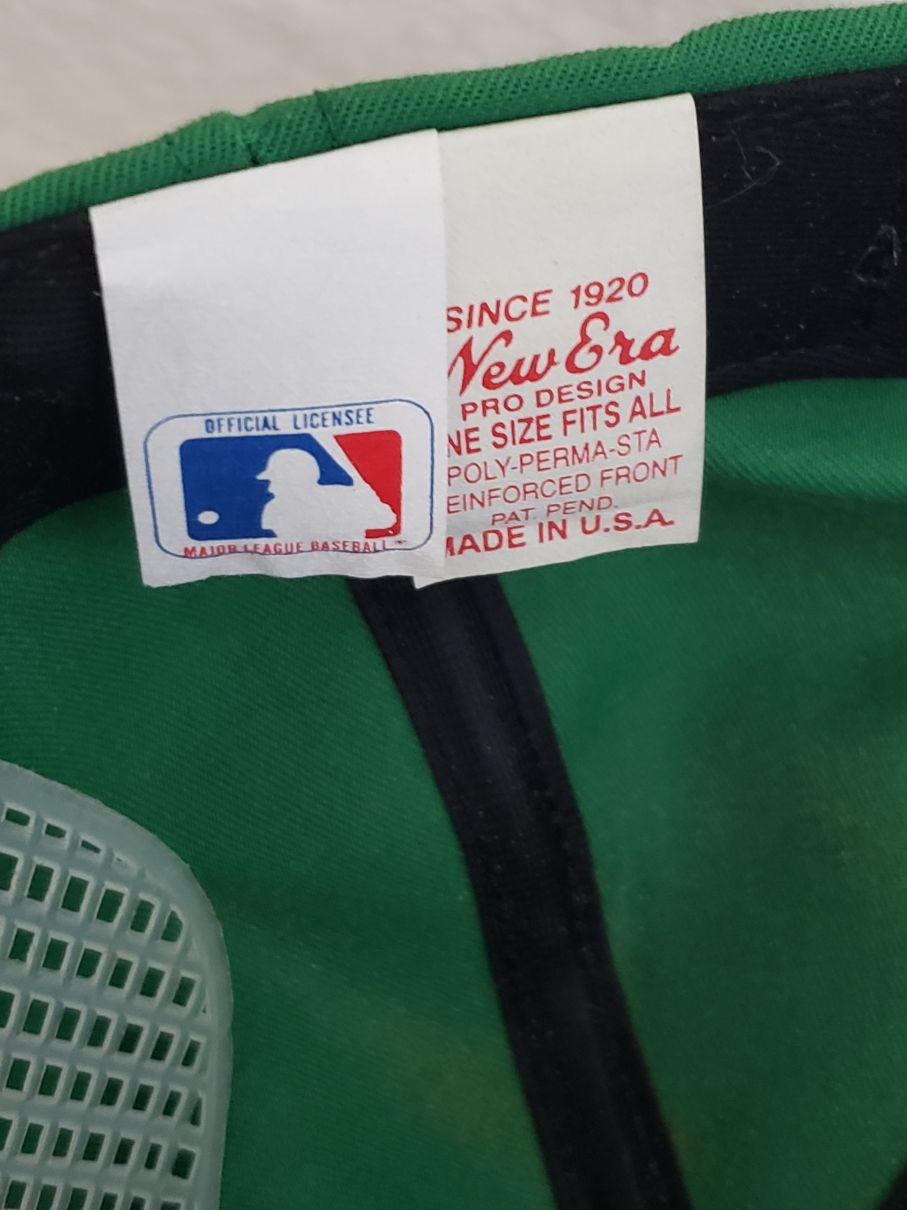 OFFICIAL LICENSEE
MAJOR LEAGUE BASEBALL
SINCE 1920
New Era
PRO DESIGN
NE SIZE FITS ALL
POLY-PERMA-STA
EINFORCED FRONT
PAT. PEND.
MADE IN U.S.A.